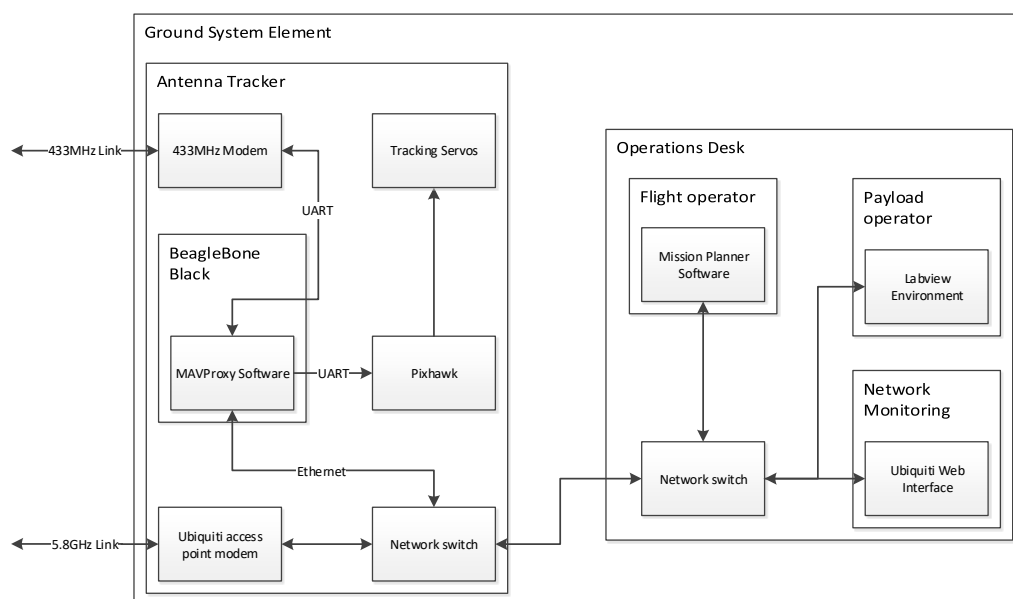 Ground System Element
Antenna Tracker
433MHz Link
433MHz Modem
Tracking Servos
UART
BeagleBone
Black
MAVProxy Software
UART
Pixhawk
Ethernet
5.8GHz Link
Ubiquiti access
point modem
Network switch
Operations Desk
Flight operator
Mission Planner
Software
Payload
operator
Labview
Environment
Network
Monitoring
Network switch
Ubiquiti Web
Interface